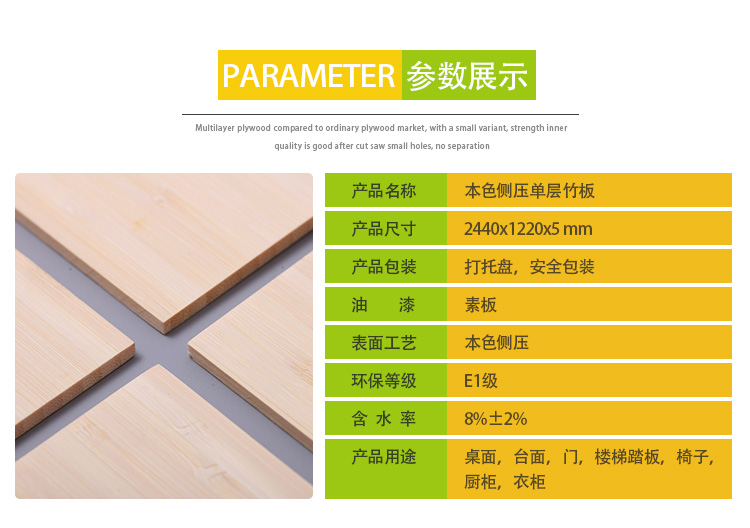 PARAMETER 参数展示
Multilayer plywood compared to ordinary plywood market, with a small variant, strength inner
quality is good after cut saw small holes, no separation
产品名称 本色侧压单层竹板
产品尺寸 2440x1220x5 mm
产品包装 打托盘，安全包装
油 漆 素板
表面工艺 本色侧压
环保等级 E1级
含 水 率 8%±2%
产品用途 桌面，台面，门，楼梯踏板，椅子，
厨柜，衣柜